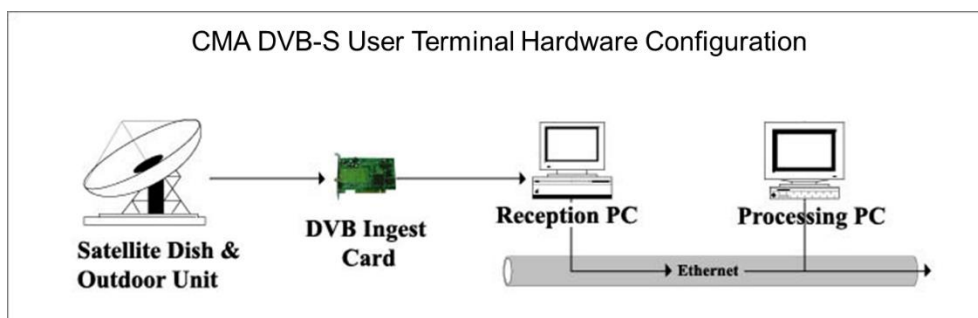 CMA DVB-S User Terminal Hardware Configuration
Satellite Dish &
Outdoor Unit
DVB Ingest
Card
Reception PC
Processing PC
Ethernet